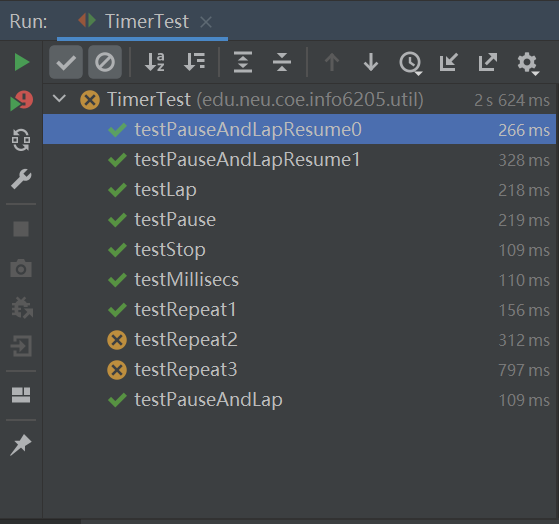 Run: TimerTest
TimerTest (edu.neu.coe.info6205.util) 2 s 624 ms
testPauseAndLapResume0 266 ms
testPauseAndLapResume1 328 ms
testLap 218 ms
testPause 219 ms
testStop 109 ms
testMillisecs 110 ms
testRepeat1 156 ms
testRepeat2 312 ms
testRepeat3 797 ms
testPauseAndLap 109 ms